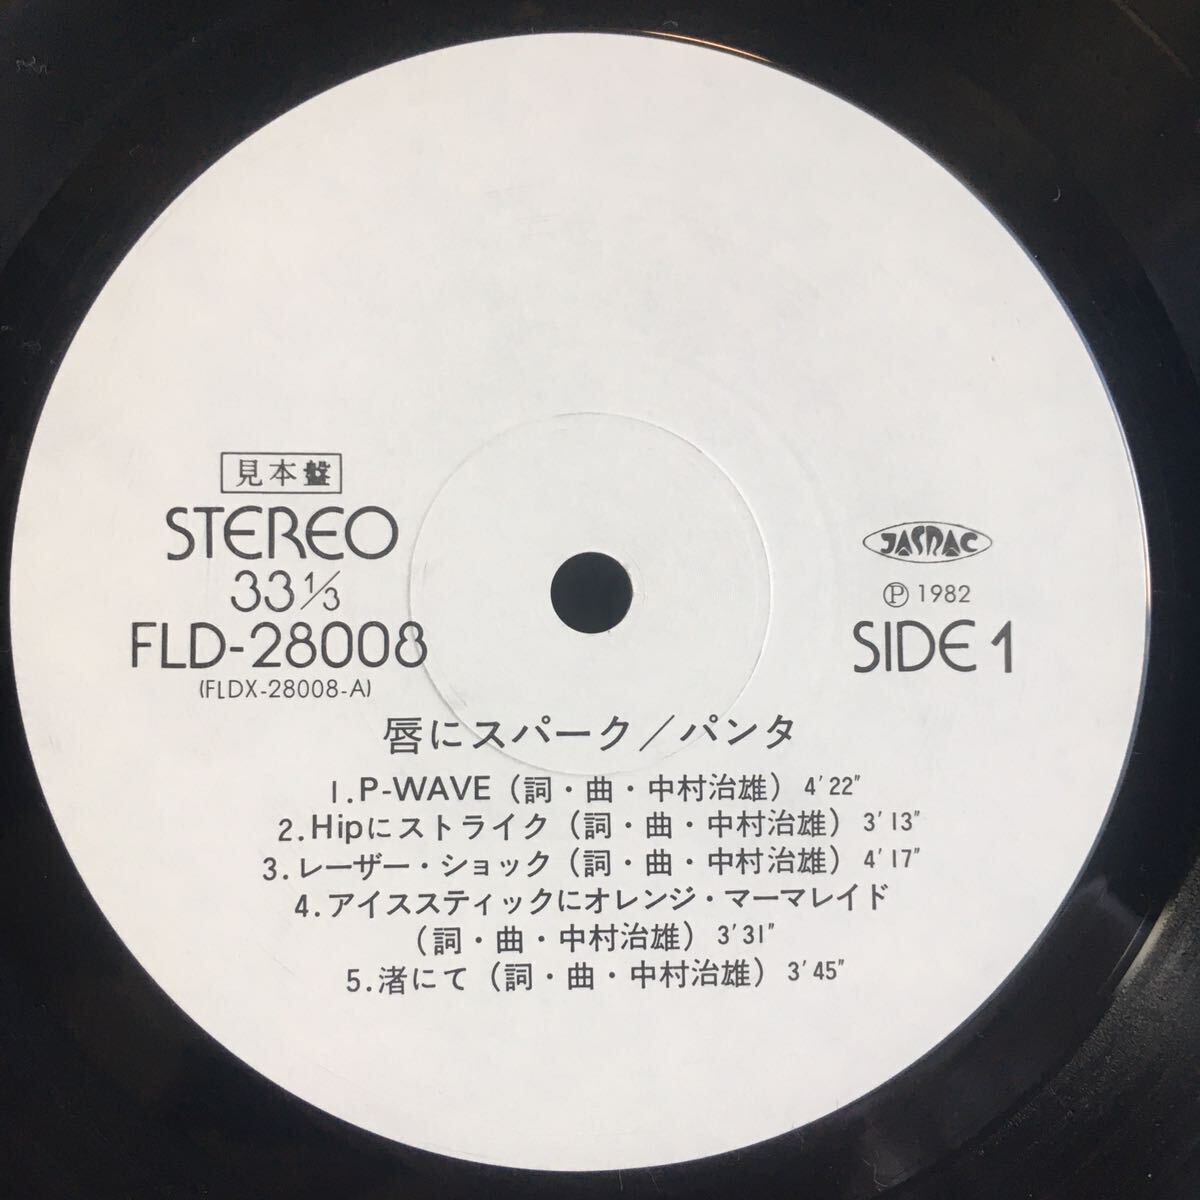 見本盤
STEREO
33 1/3
FLD-28008
(FLDX-28008-A)
JASRAC
Ⓟ 1982
SIDE 1
唇にスパーク／パンタ
1.P-WAVE（詞・曲・中村治雄）4'22"
2.Hipにストライク（詞・曲・中村治雄）3'13"
3.レーザー・ショック（詞・曲・中村治雄）4'17"
4.アイススティックにオレンジ・マーマレイド
（詞・曲・中村治雄）3'31"
5.渚にて（詞・曲・中村治雄）3'45"